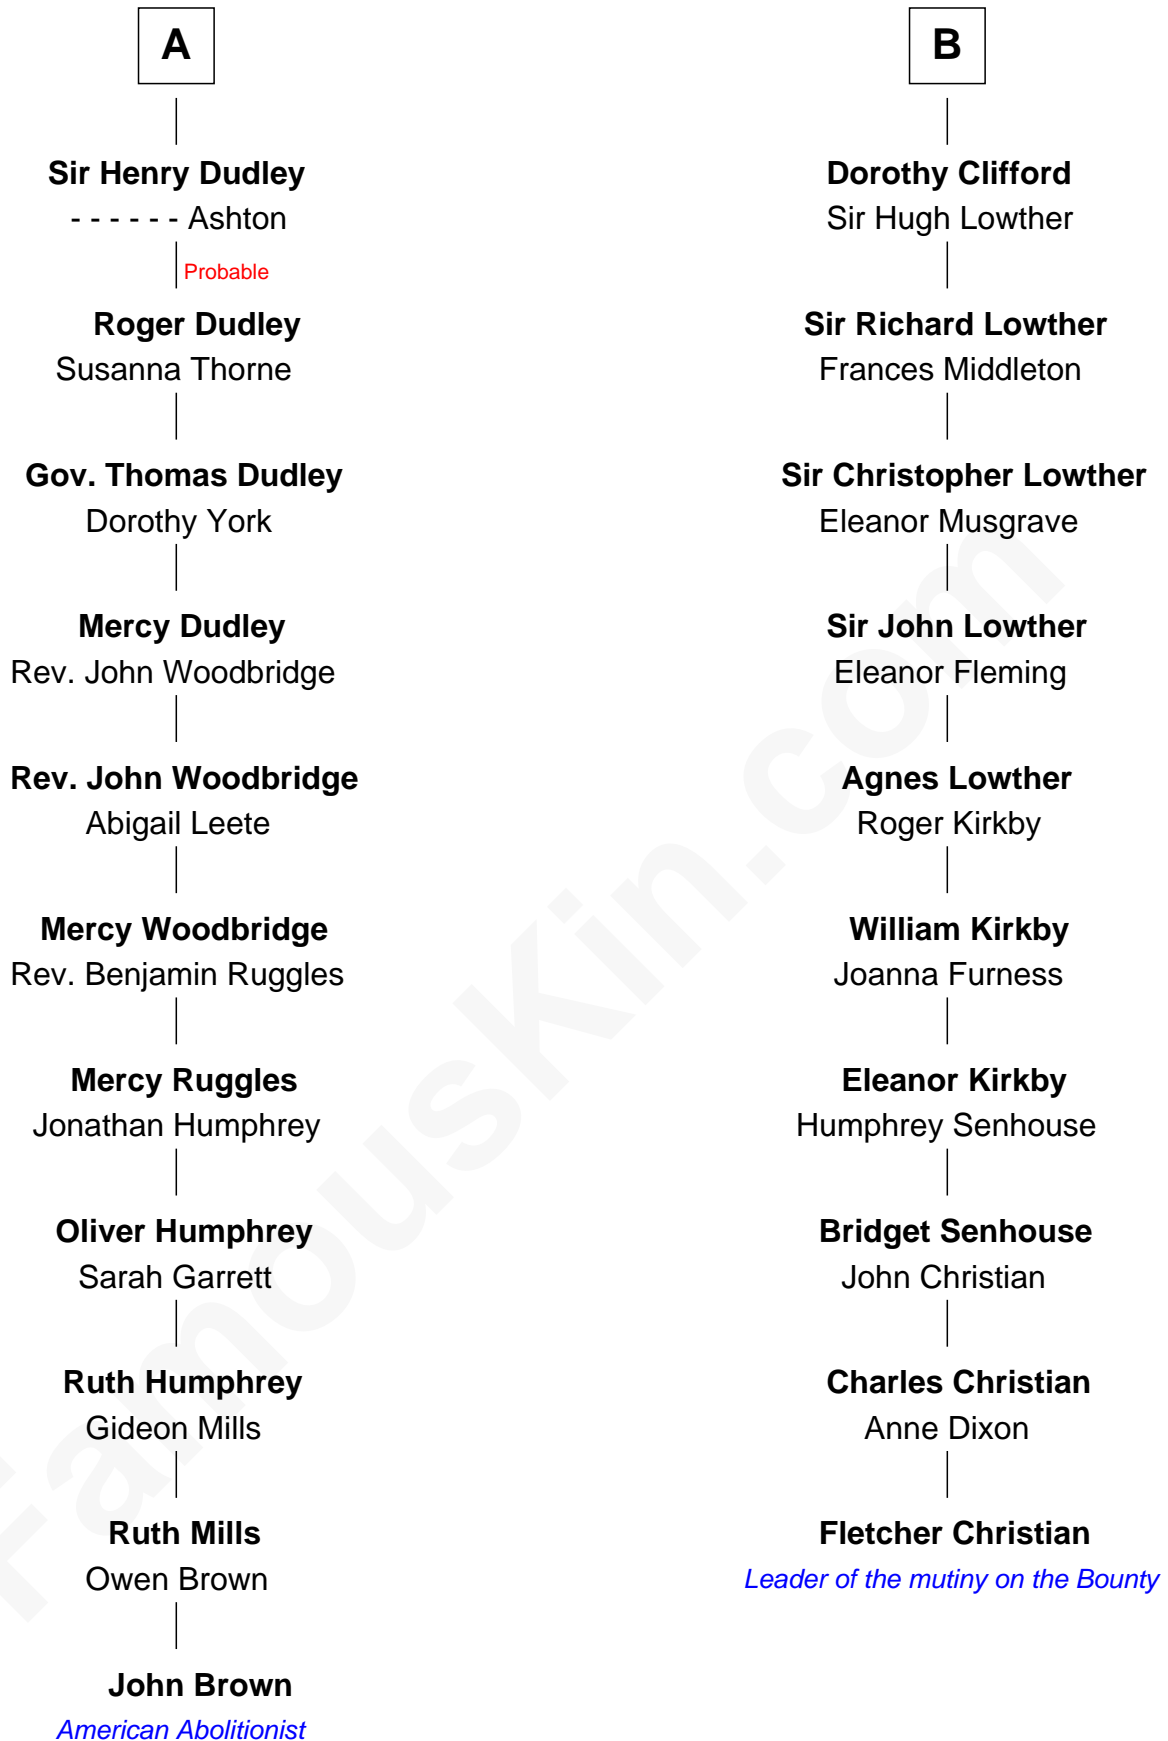 A
Sir Henry Dudley
- - - - - - Ashton
Probable
Roger Dudley
Susanna Thorne
Gov. Thomas Dudley
Dorothy York
Mercy Dudley
Rev. John Woodbridge
Rev. John Woodbridge
Abigail Leete
Mercy Woodbridge
Rev. Benjamin Ruggles
Mercy Ruggles
Jonathan Humphrey
Oliver Humphrey
Sarah Garrett
Ruth Humphrey
Gideon Mills
Ruth Mills
Owen Brown
John Brown
American Abolitionist
B
Dorothy Clifford
Sir Hugh Lowther
Sir Richard Lowther
Frances Middleton
Sir Christopher Lowther
Eleanor Musgrave
Sir John Lowther
Eleanor Fleming
Agnes Lowther
Roger Kirkby
William Kirkby
Joanna Furness
Eleanor Kirkby
Humphrey Senhouse
Bridget Senhouse
John Christian
Charles Christian
Anne Dixon
Fletcher Christian
Leader of the mutiny on the Bounty
FamousKin.com